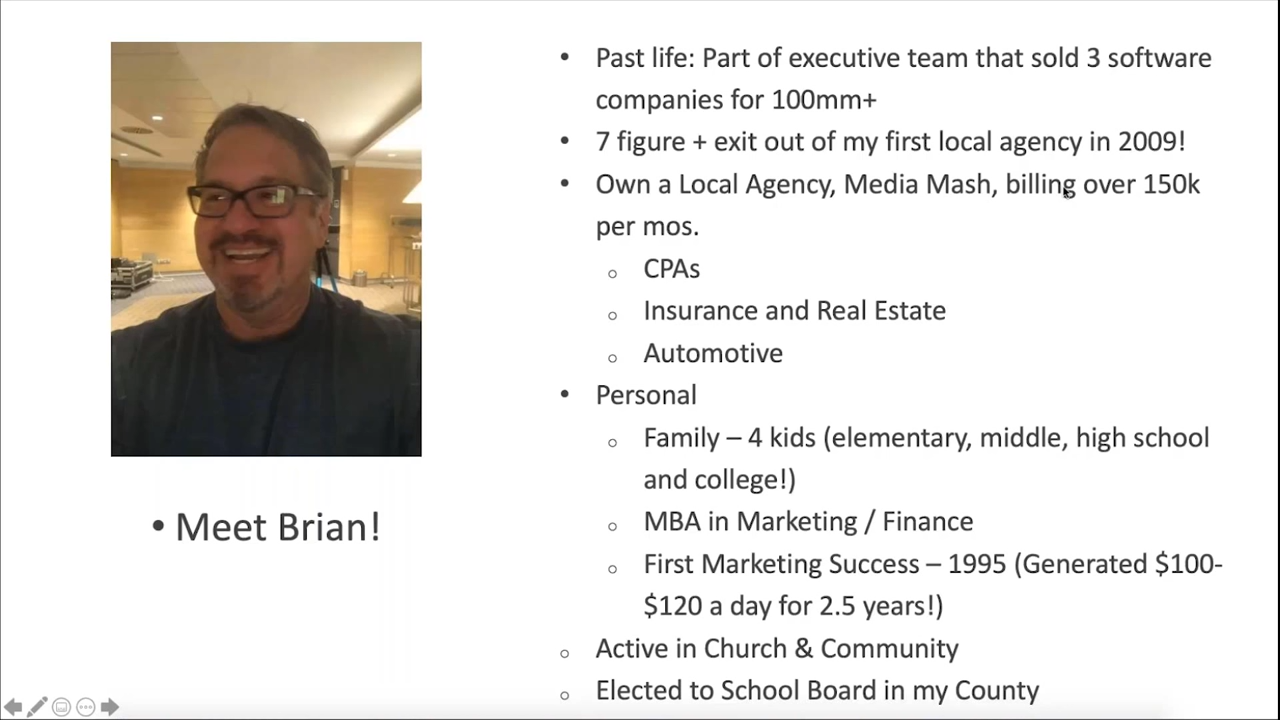 • Past life: Part of executive team that sold 3 software
companies for 100mm+
• 7 figure + exit out of my first local agency in 2009!
• Own a Local Agency, Media Mash, billing over 150k
per mos.
○ CPAs
○ Insurance and Real Estate
○ Automotive
• Personal
○ Family – 4 kids (elementary, middle, high school
and college!)
○ MBA in Marketing / Finance
○ First Marketing Success – 1995 (Generated $100-
$120 a day for 2.5 years!)
○ Active in Church & Community
○ Elected to School Board in my County
• Meet Brian!